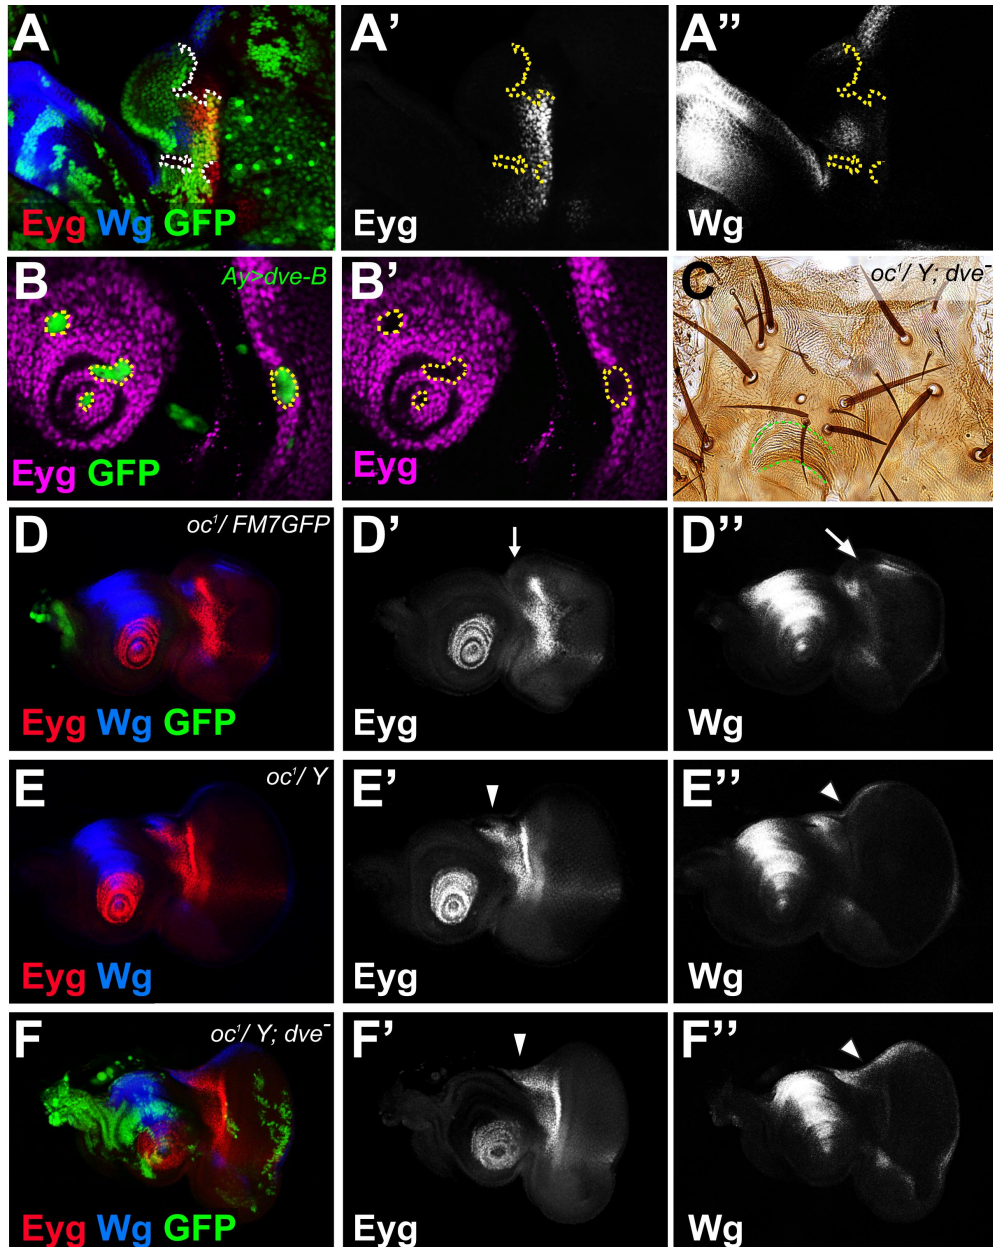 A
Eyg Wg GFP
A’
Eyg
A’’
Wg
B
Ay>dve-B
Eyg GFP
B’
Eyg
C
oc¹/ Y; dve⁻
D
oc¹/ FM7GFP
Eyg Wg GFP
D’
Eyg
D’’
Wg
E
oc¹/ Y
Eyg Wg
E’
Eyg
E’’
Wg
F
oc¹/ Y; dve⁻
Eyg Wg GFP
F’
Eyg
F’’
Wg